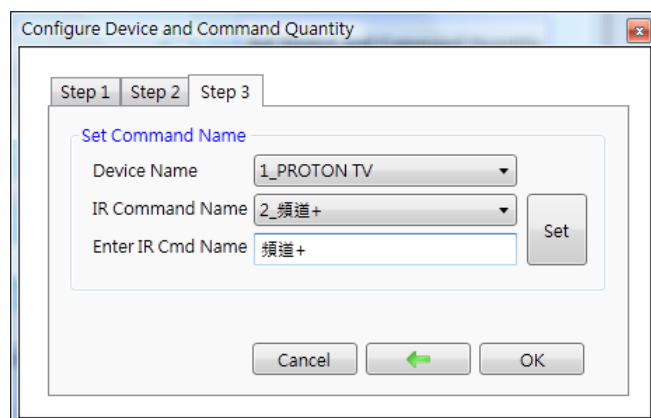 Configure Device and Command Quantity
Step 1 Step 2 Step 3
Set Command Name
Device Name 1_PROTON TV
IR Command Name 2_頻道+
Enter IR Cmd Name 頻道+
Set
Cancel OK